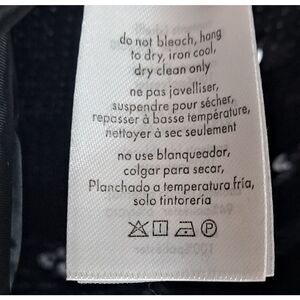 do not bleach, hang
to dry, iron cool,
dry clean only
ne pas javelliser,
suspendre pour sécher,
repasser à basse température,
nettoyer à sec seulement
no use blanqueador,
colgar para secar,
Planchado a temperatura fría,
solo tintorería
P